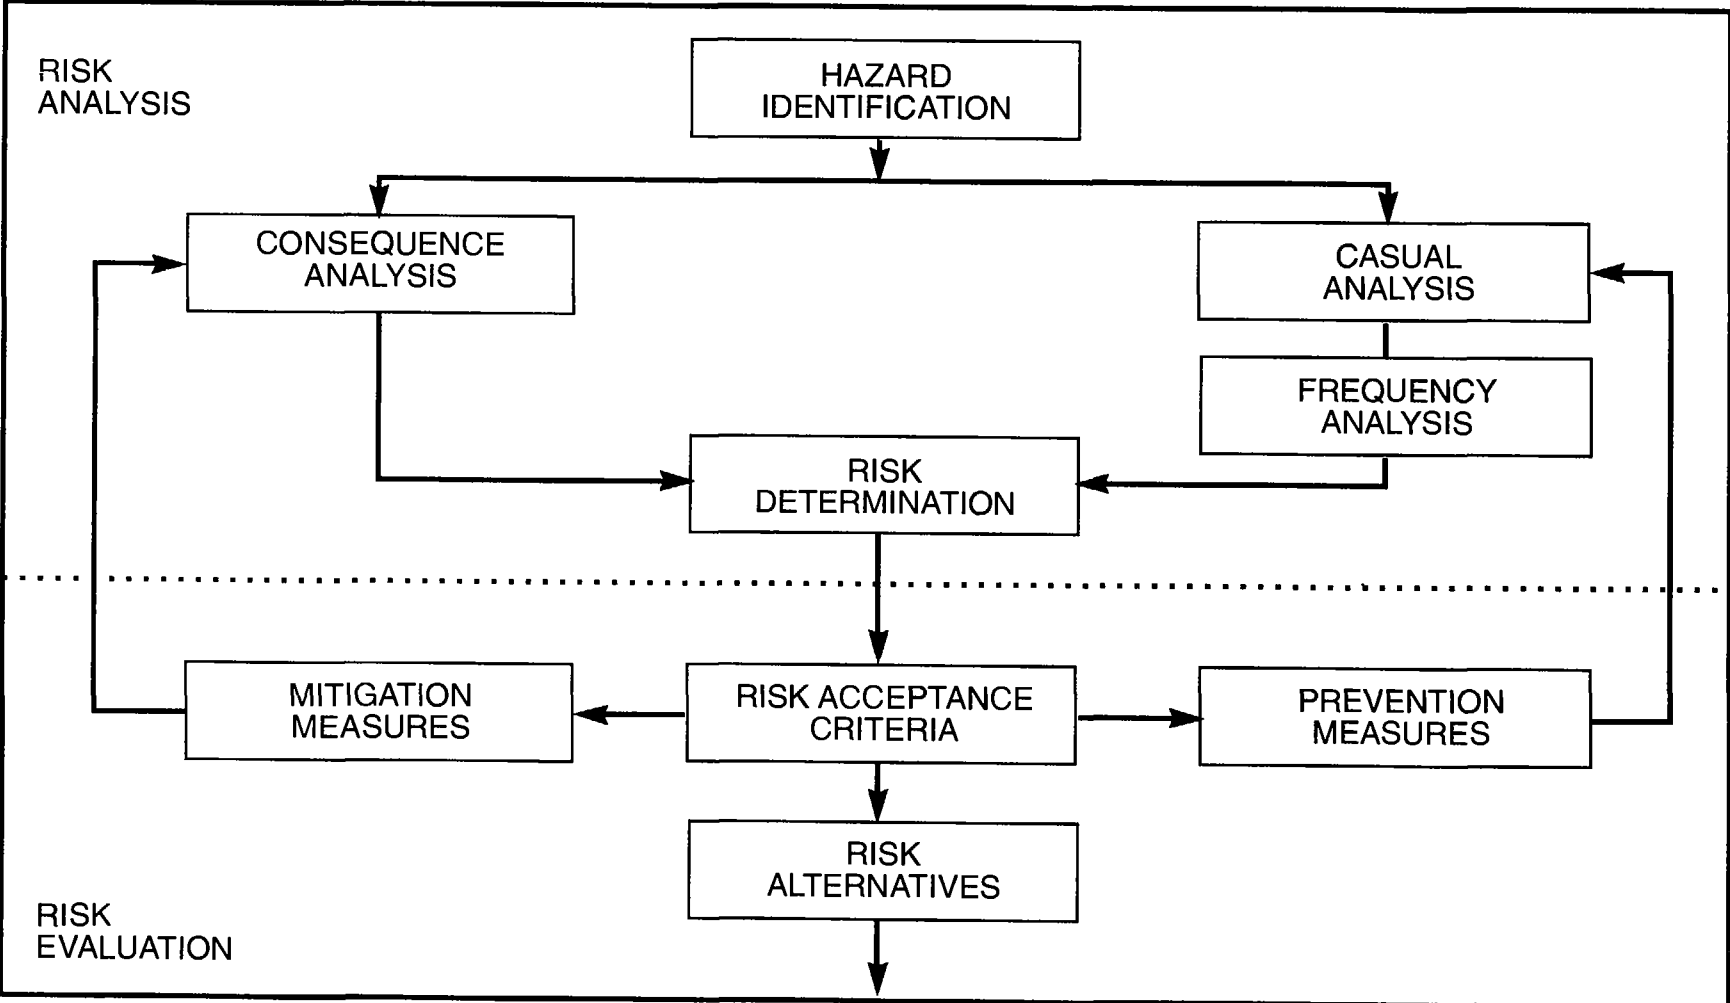 RISK
ANALYSIS
HAZARD
IDENTIFICATION
CONSEQUENCE
ANALYSIS
CASUAL
ANALYSIS
FREQUENCY
ANALYSIS
RISK
DETERMINATION
MITIGATION
MEASURES
RISK ACCEPTANCE
CRITERIA
PREVENTION
MEASURES
RISK
ALTERNATIVES
RISK
EVALUATION